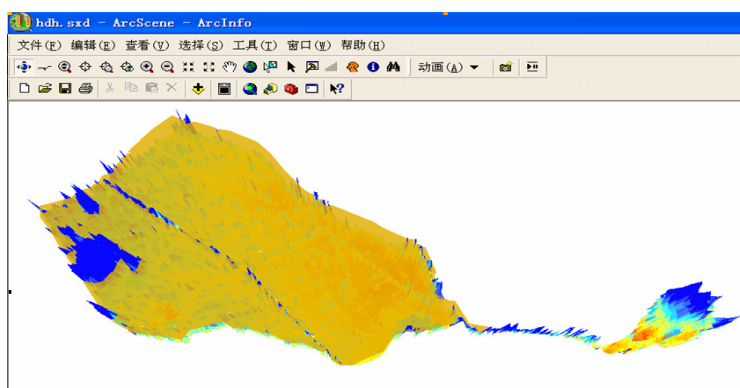 hdh.sxd - ArcScene - ArcInfo
文件(F) 编辑(E) 查看(V) 选择(S) 工具(T) 窗口(W) 帮助(H)
动画(A)